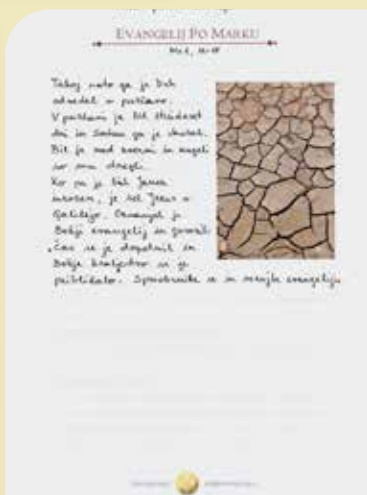 EVANGELIJ PO MARKU
Mr 1, 12-15
Takoj nato ga je Duh
odvedel v puščavo.
V puščavi je bil štirideset
dni in Satan ga je skušal.
Bil je med zvermi in angeli
so mu stregli.
Ko pa je bil Janez
, je šel Jezus v
Galilejo. Oznanjal je
Božji evangelij in govoril:
Čas se je dopolnil in
Božje kraljestvo se je
približalo. Spreobrnite se in verujte evangeliju.